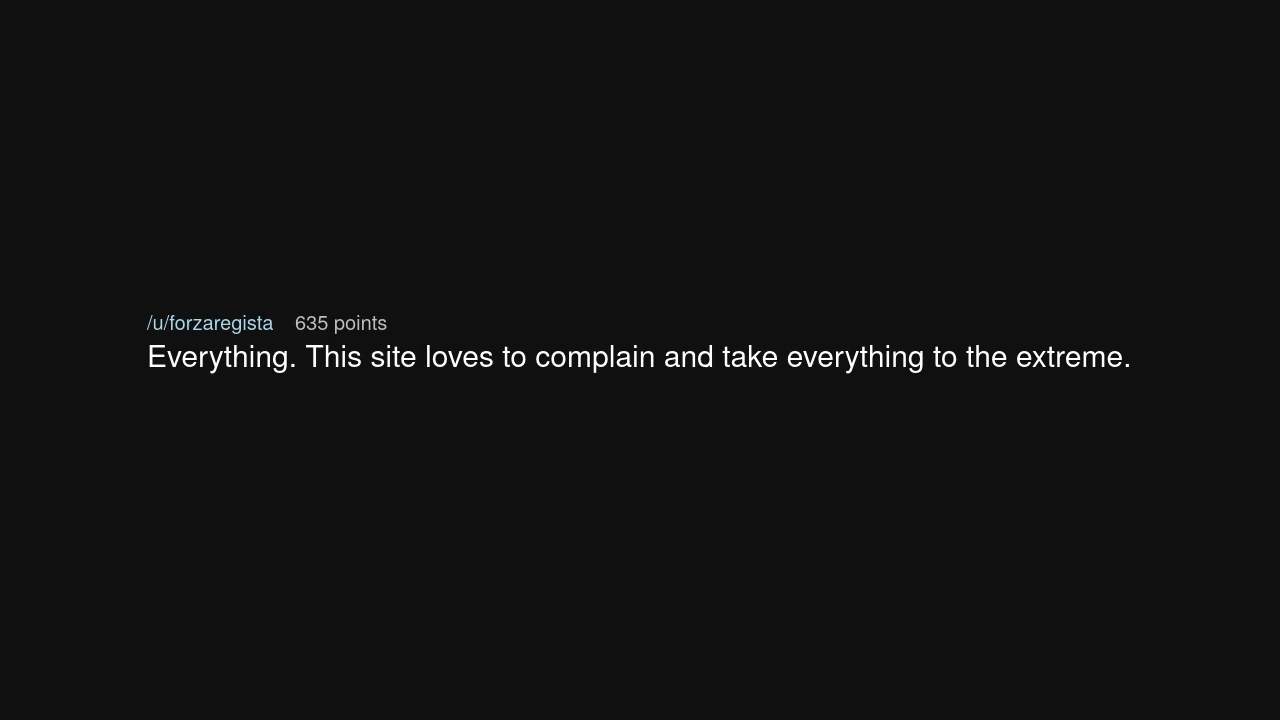 /u/forzaregista 635 points
Everything. This site loves to complain and take everything to the extreme.